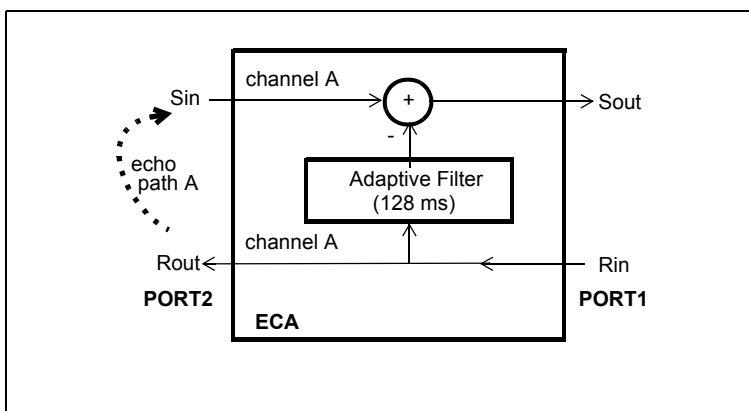 channel A
Sin
+
Sout
-
echo
path A
Adaptive Filter
(128 ms)
channel A
Rout
Rin
PORT2
PORT1
ECA